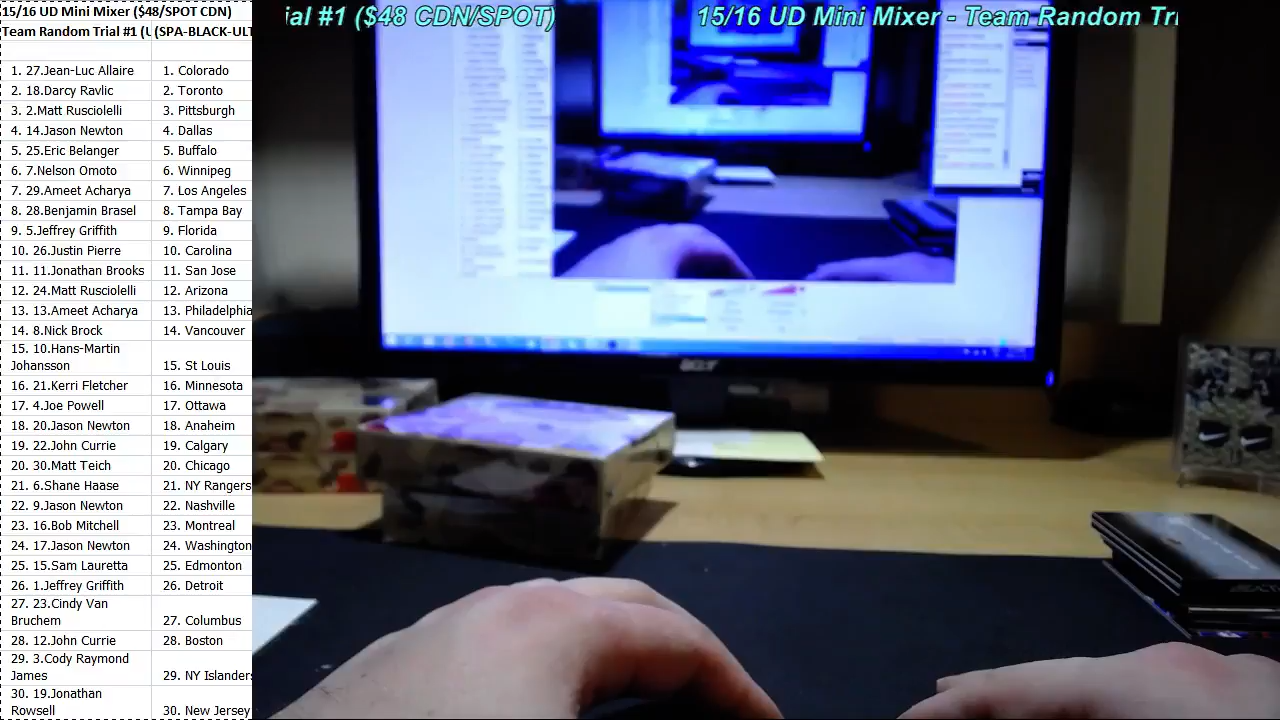 15/16 UD Mini Mixer ($48/SPOT CDN)
Team Random Trial #1 (U (SPA-BLACK-ULT
ial #1 ($48 CDN/SPOT) 15/16 UD Mini Mixer - Team Random Tri
1. 27.Jean-Luc Allaire 1. Colorado
2. 18.Darcy Ravlic 2. Toronto
3. 2.Matt Rusciolelli 3. Pittsburgh
4. 14.Jason Newton 4. Dallas
5. 25.Eric Belanger 5. Buffalo
6. 7.Nelson Omoto 6. Winnipeg
7. 29.Ameet Acharya 7. Los Angeles
8. 28.Benjamin Brasel 8. Tampa Bay
9. 5.Jeffrey Griffith 9. Florida
10. 26.Justin Pierre 10. Carolina
11. 11.Jonathan Brooks 11. San Jose
12. 24.Matt Rusciolelli 12. Arizona
13. 13.Ameet Acharya 13. Philadelphia
14. 8.Nick Brock 14. Vancouver
15. 10.Hans-Martin
Johansson 15. St Louis
16. 21.Kerri Fletcher 16. Minnesota
17. 4.Joe Powell 17. Ottawa
18. 20.Jason Newton 18. Anaheim
19. 22.John Currie 19. Calgary
20. 30.Matt Teich 20. Chicago
21. 6.Shane Haase 21. NY Rangers
22. 9.Jason Newton 22. Nashville
23. 16.Bob Mitchell 23. Montreal
24. 17.Jason Newton 24. Washington
25. 15.Sam Lauretta 25. Edmonton
26. 1.Jeffrey Griffith 26. Detroit
27. 23.Cindy Van
Bruchem 27. Columbus
28. 12.John Currie 28. Boston
29. 3.Cody Raymond
James 29. NY Islanders
30. 19.Jonathan
Rowsell 30. New Jersey
acer